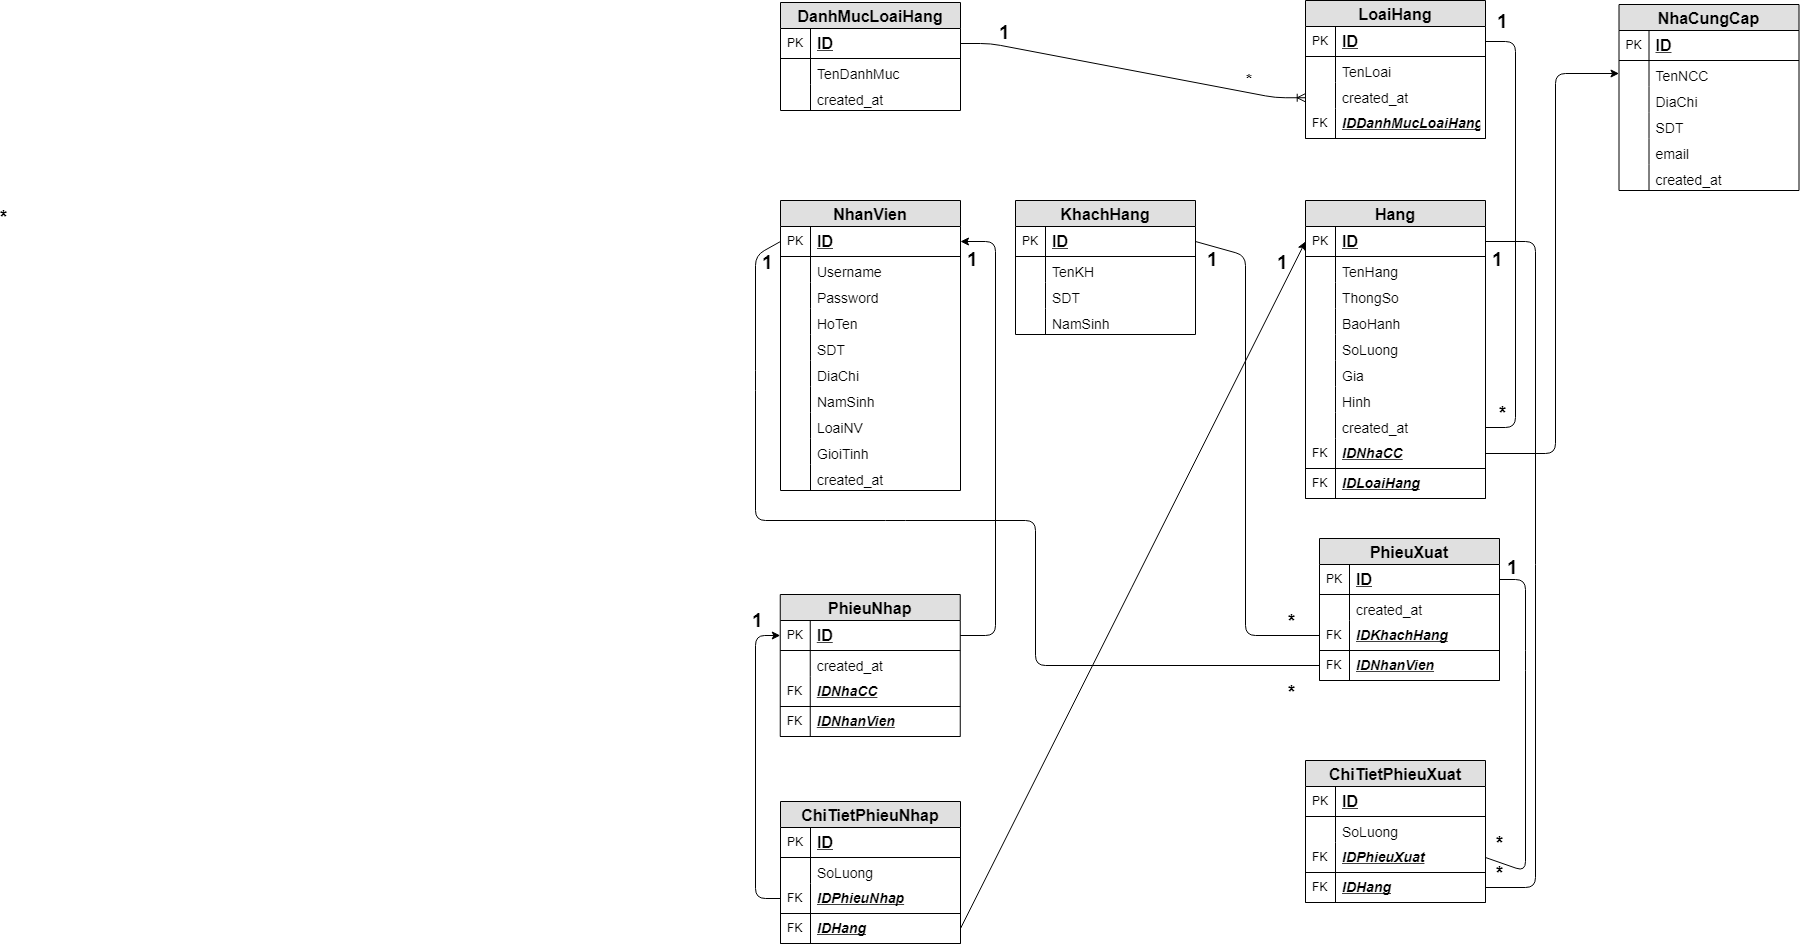 DanhMucLoaiHang
PK ID
TenDanhMuc
created_at
1
*
LoaiHang
PK ID
TenLoai
created_at
FK IDDanhMucLoaiHang
1
NhaCungCap
PK ID
TenNCC
DiaChi
SDT
email
created_at
*
NhanVien
PK ID
Username
Password
HoTen
SDT
DiaChi
NamSinh
LoaiNV
GioiTinh
created_at
1
1
KhachHang
PK ID
TenKH
SDT
NamSinh
1
1
Hang
PK ID
TenHang
ThongSo
BaoHanh
SoLuong
Gia
Hinh
created_at
FK IDNhaCC
FK IDLoaiHang
1
*
PhieuXuat
PK ID
created_at
FK IDKhachHang
FK IDNhanVien
1
*
*
1
PhieuNhap
PK ID
created_at
FK IDNhaCC
FK IDNhanVien
ChiTietPhieuNhap
PK ID
SoLuong
FK IDPhieuNhap
FK IDHang
ChiTietPhieuXuat
PK ID
SoLuong
FK IDPhieuXuat
FK IDHang
*
*